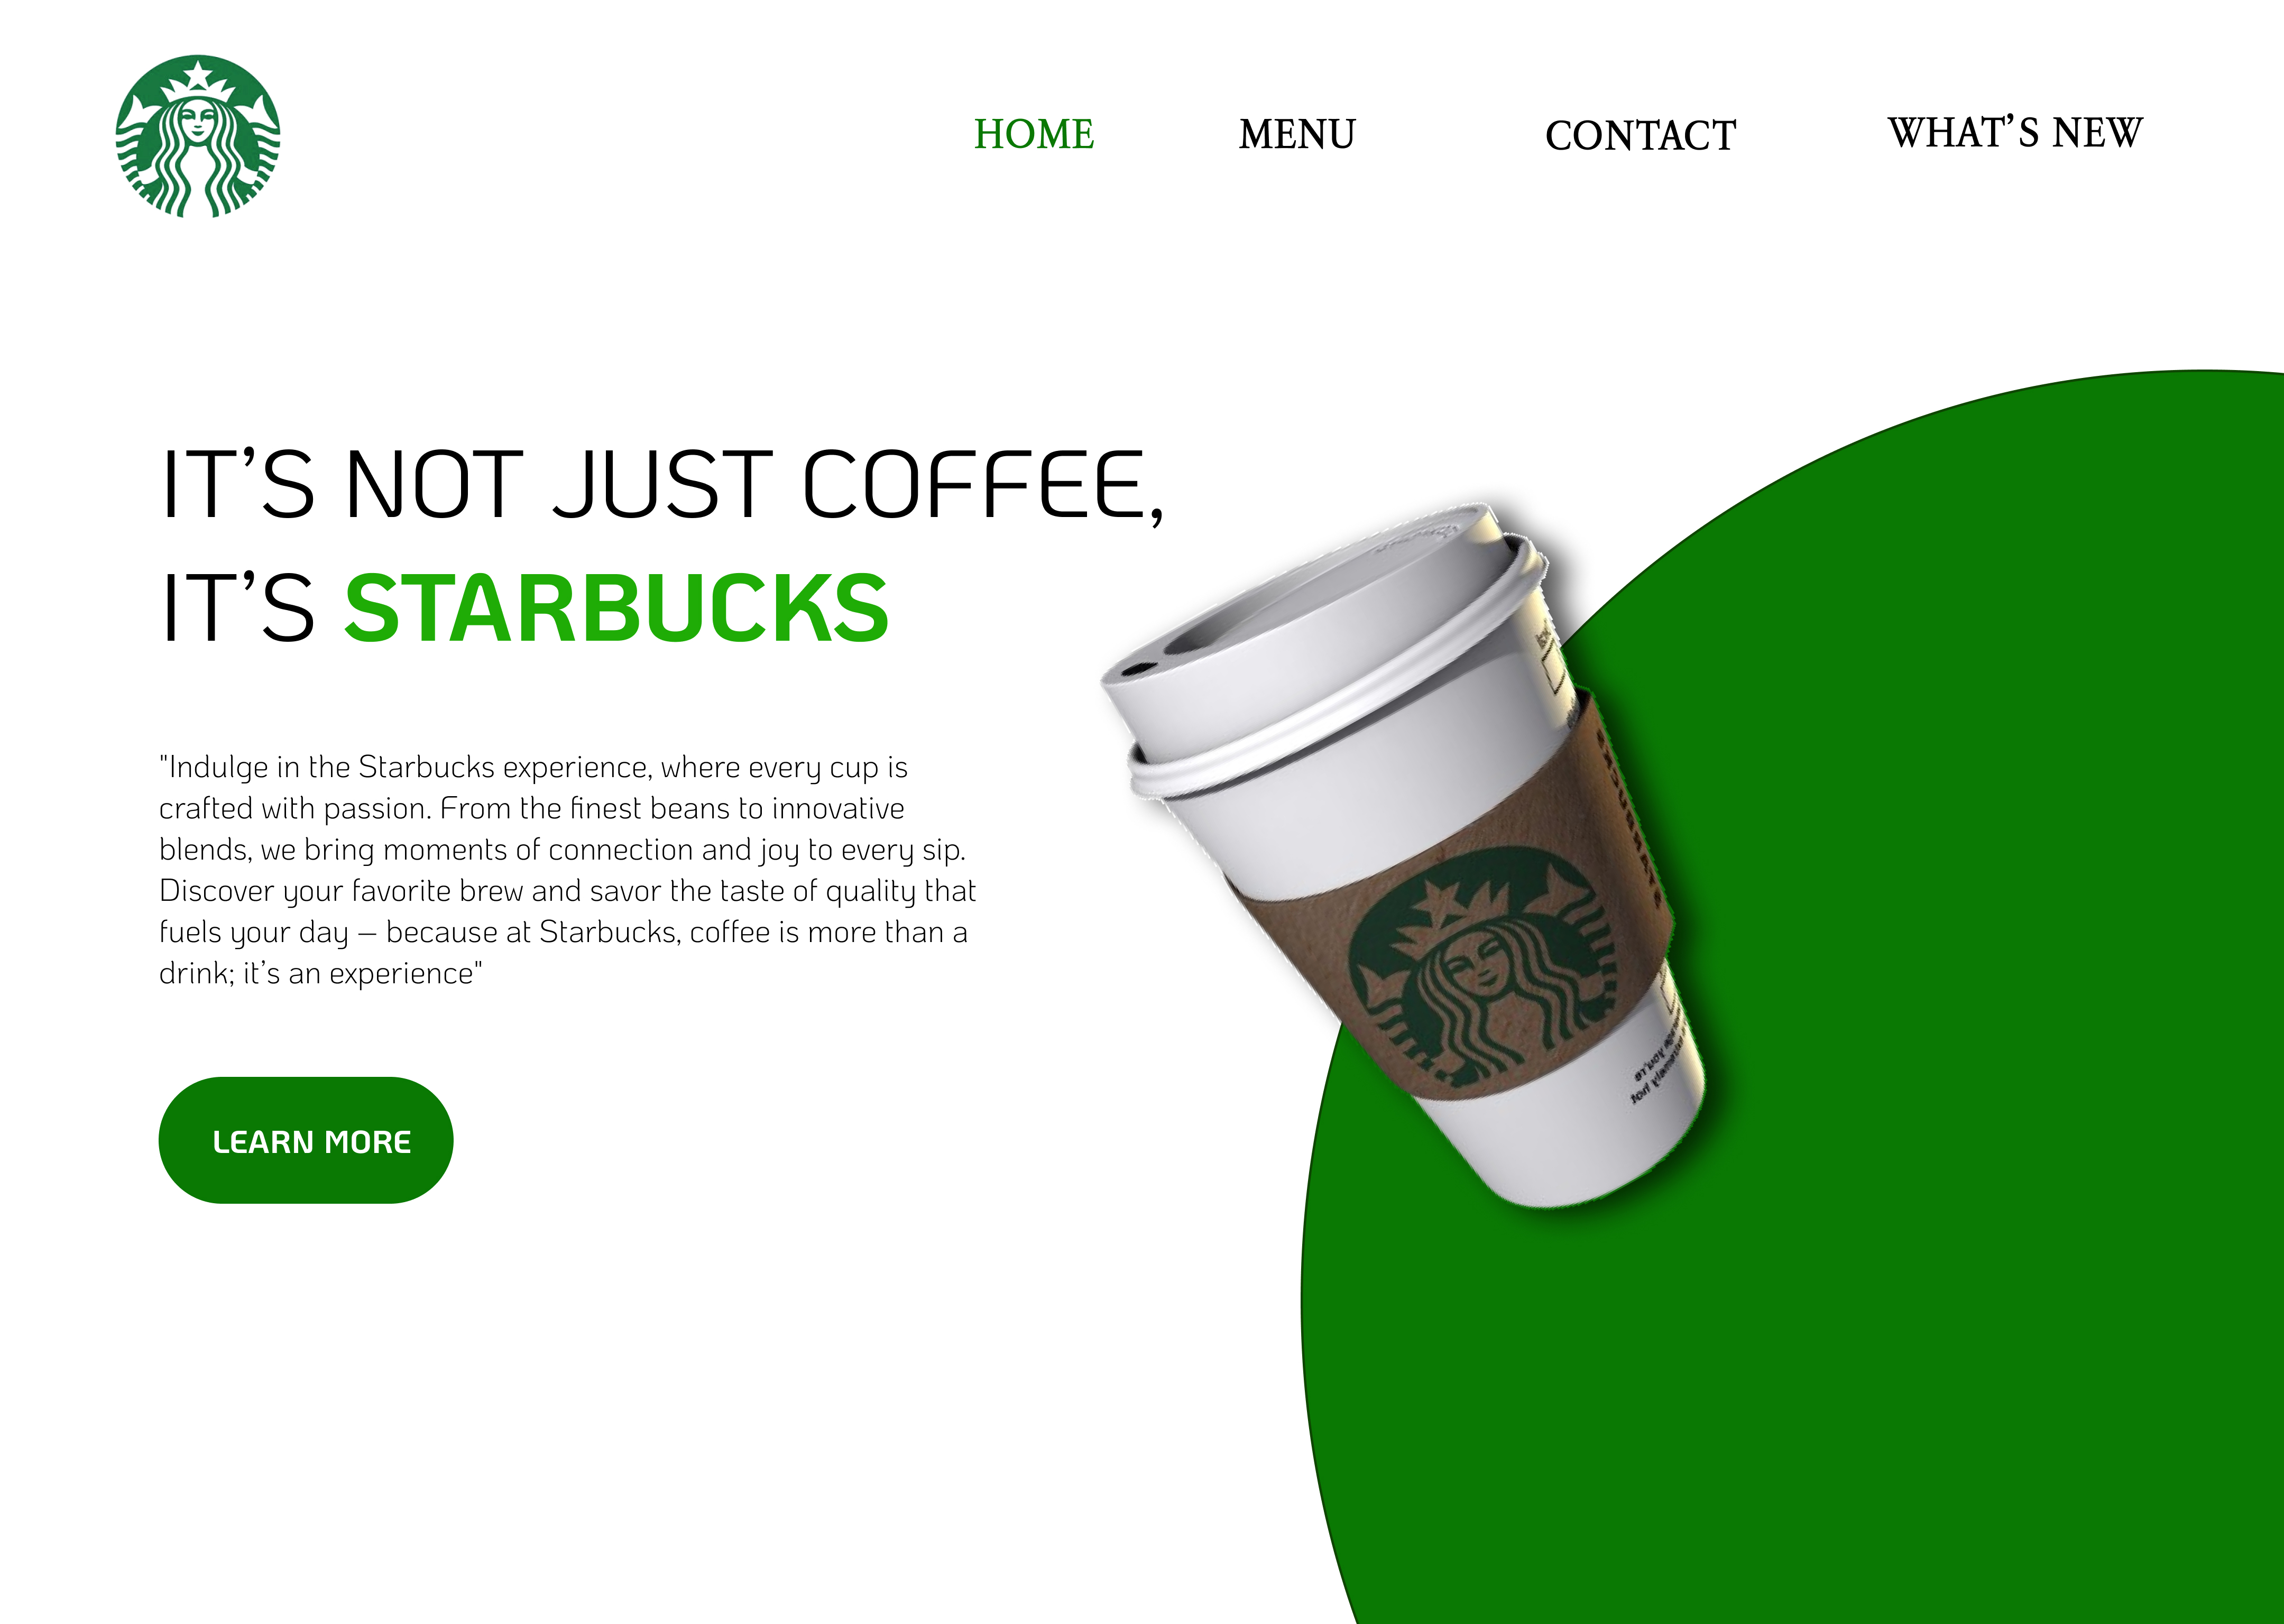 HOME MENU CONTACT WHAT’S NEW
IT’S NOT JUST COFFEE,
IT’S STARBUCKS
"Indulge in the Starbucks experience, where every cup is
crafted with passion. From the finest beans to innovative
blends, we bring moments of connection and joy to every sip.
Discover your favorite brew and savor the taste of quality that
fuels your day – because at Starbucks, coffee is more than a
drink; it’s an experience"
LEARN MORE